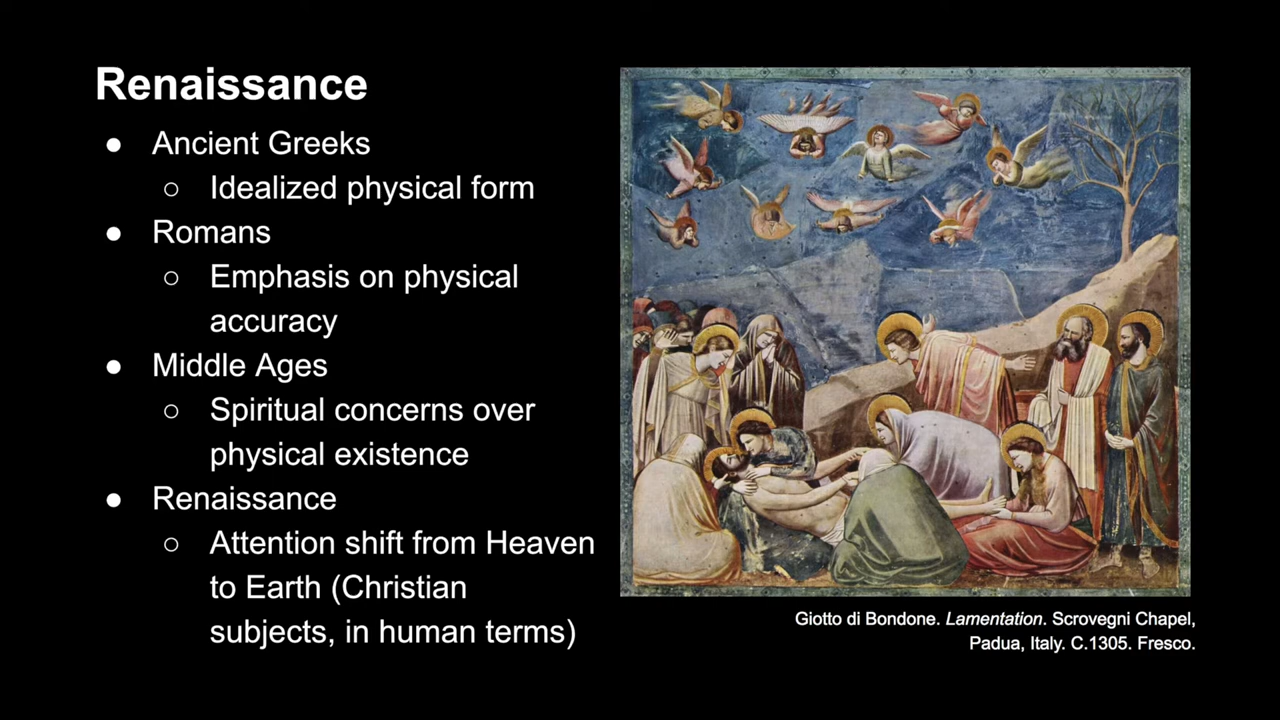 Renaissance
● Ancient Greeks
○ Idealized physical form
● Romans
○ Emphasis on physical
accuracy
● Middle Ages
○ Spiritual concerns over
physical existence
● Renaissance
○ Attention shift from Heaven
to Earth (Christian
subjects, in human terms)
Giotto di Bondone. Lamentation. Scrovegni Chapel,
Padua, Italy. C.1305. Fresco.